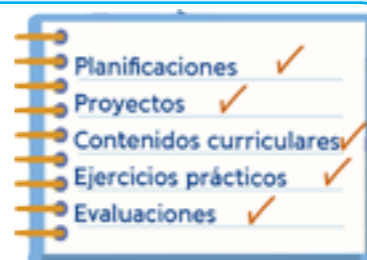 Planificaciones
Proyectos
Contenidos curriculares
Ejercicios prácticos
Evaluaciones